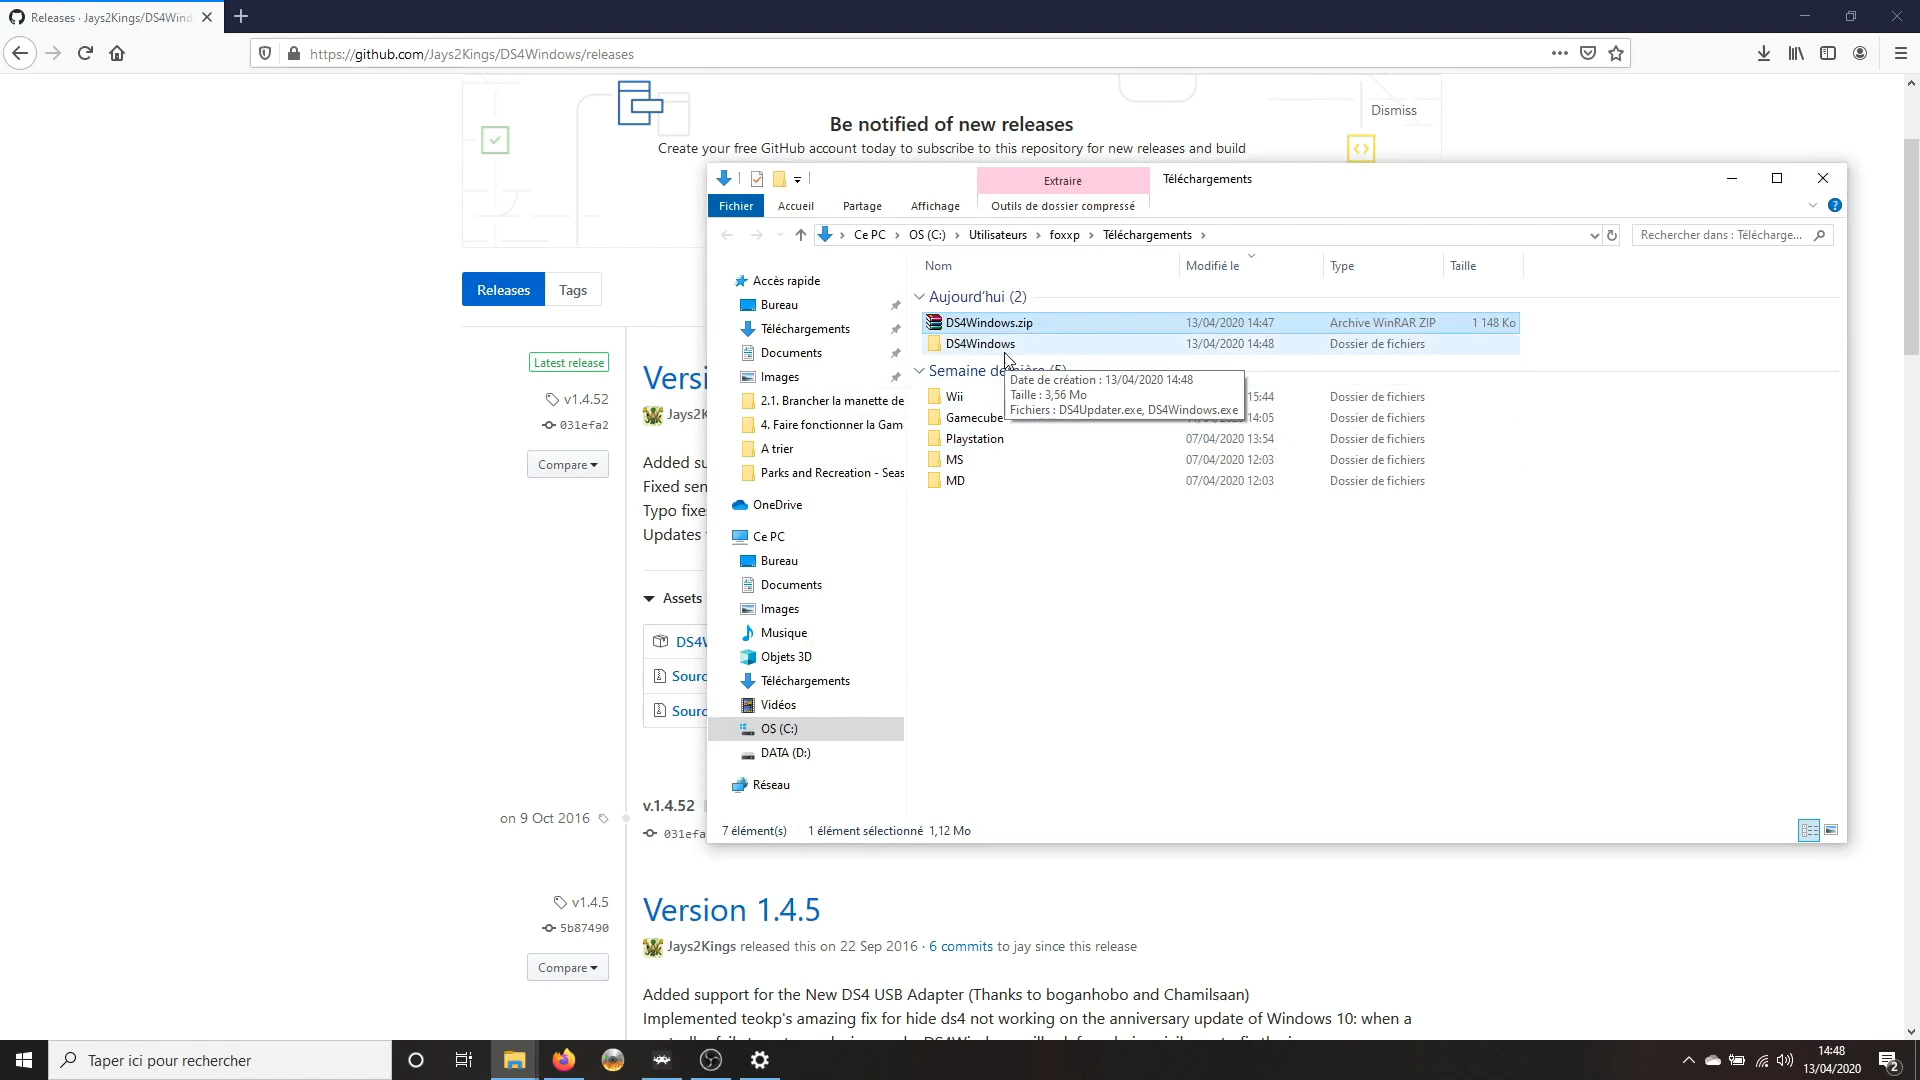 Releases · Jays2Kings/DS4Wind
https://github.com/Jays2Kings/DS4Windows/releases
Be notified of new releases
Dismiss
Create your free GitHub account today to subscribe to this repository for new releases and build
Releases
Tags
Latest release
v1.4.52
031efa2
Compare
Versi
Jays2K
Added su
Fixed sen
Typo fixe
Updates
Assets
DS4W
Sourc
Sourc
on 9 Oct 2016
v.1.4.52
031efa
v1.4.5
5b87490
Compare
Version 1.4.5
Jays2Kings released this on 22 Sep 2016 · 6 commits to jay since this release
Added support for the New DS4 USB Adapter (Thanks to boganhobo and Chamilsaan)
Implemented teokp's amazing fix for hide ds4 not working on the anniversary update of Windows 10: when a
Extraire
Téléchargements
Fichier
Accueil
Partage
Affichage
Outils de dossier compressé
Ce PC
OS (C:)
Utilisateurs
foxxp
Téléchargements
Rechercher dans : Télécharge...
Accès rapide
Bureau
Téléchargements
Documents
Images
2.1. Brancher la manette de
4. Faire fonctionner la Gam
A trier
Parks and Recreation - Seas
OneDrive
Ce PC
Bureau
Documents
Images
Musique
Objets 3D
Téléchargements
Vidéos
OS (C:)
DATA (D:)
Réseau
Nom
Modifié le
Type
Taille
Aujourd'hui (2)
DS4Windows.zip 13/04/2020 14:47 Archive WinRAR ZIP 1 148 Ko
DS4Windows 13/04/2020 14:48 Dossier de fichiers
Semaine dernière (5)
Wii 15:44 Dossier de fichiers
Gamecube 14:05 Dossier de fichiers
Playstation 07/04/2020 13:54 Dossier de fichiers
MS 07/04/2020 12:03 Dossier de fichiers
MD 07/04/2020 12:03 Dossier de fichiers
Date de création : 13/04/2020 14:48
Taille : 3,56 Mo
Fichiers : DS4Updater.exe, DS4Windows.exe
7 élément(s)
1 élément sélectionné 1,12 Mo
Taper ici pour rechercher
14:48
13/04/2020
2